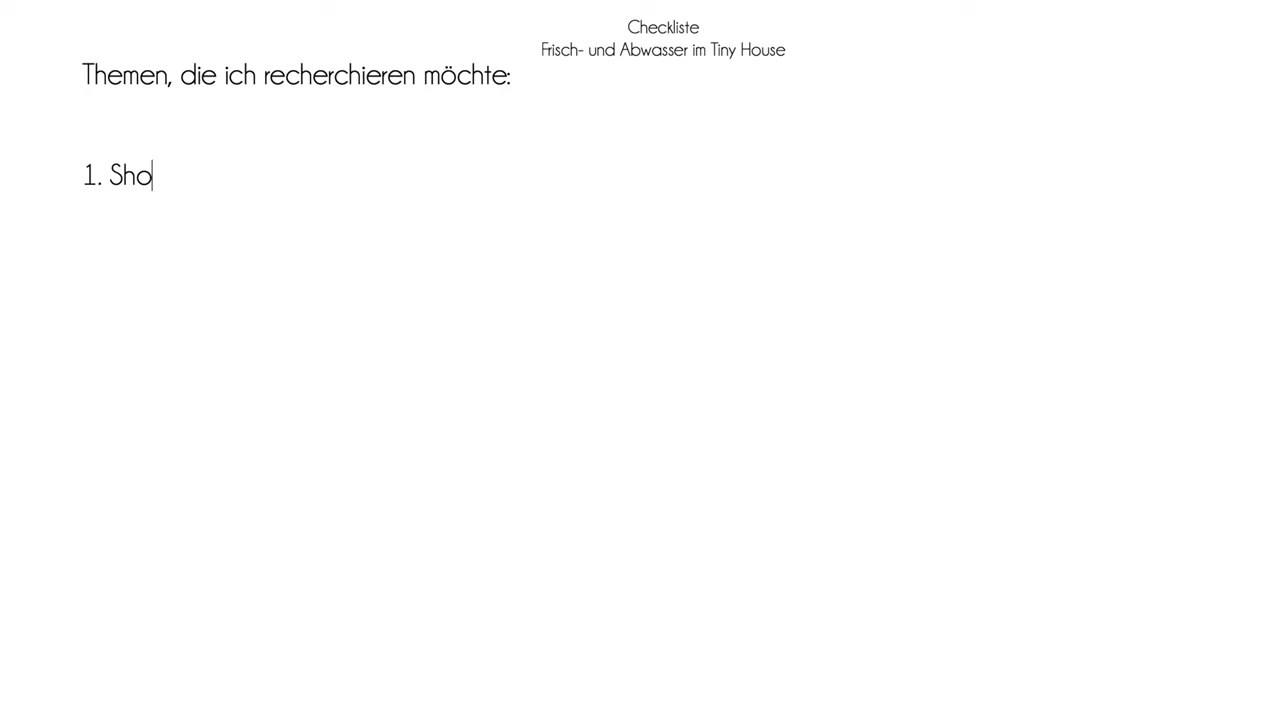 Checkliste
Frisch- und Abwasser im Tiny House
Themen, die ich recherchieren möchte:
1. Sho